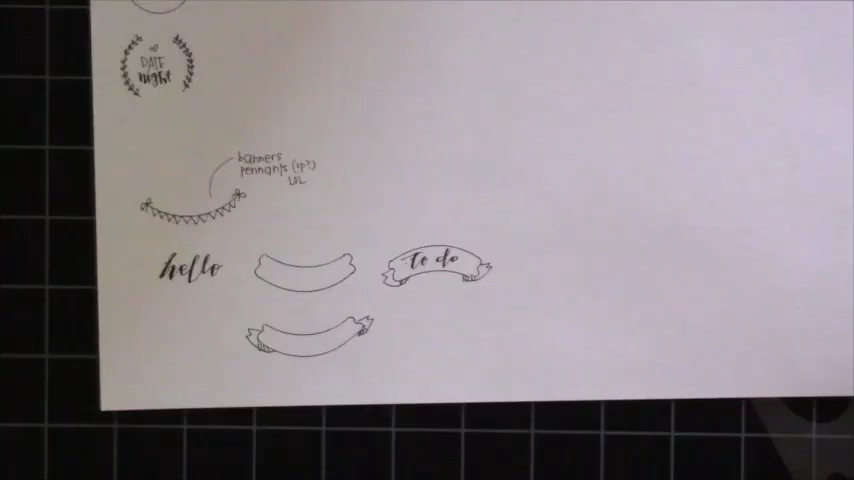 DATE
night
banners
pennants (sp?)
LOL
hello
to do